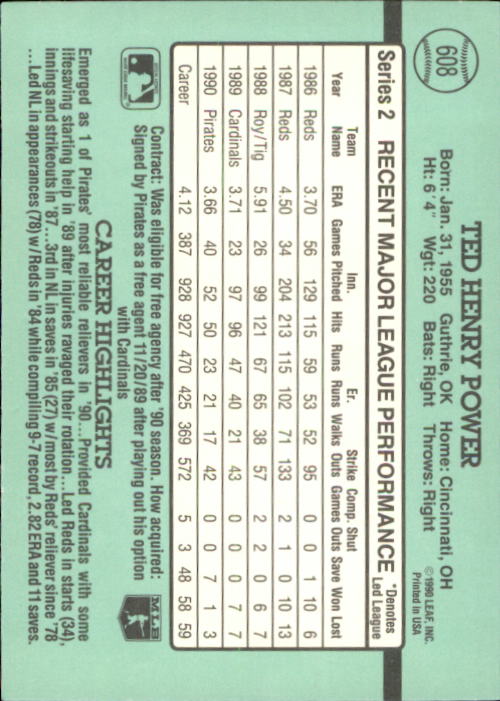 608
TED HENRY POWER
©1990 LEAF, INC.
Printed in USA
Born: Jan. 31, 1955 Guthrie, OK Home: Cincinnati, OH
Ht: 6' 4" Wgt: 220 Bats: Right Throws: Right
Series 2 RECENT MAJOR LEAGUE PERFORMANCE *Denotes Led League
Team Inn. Er. Strike Comp. Shut
Year Name ERA Games Pitched Hits Runs Runs Walks Outs Games Outs Save Won Lost
1986 Reds 3.70 56 129 115 59 53 52 95 0 0 1 10 6
1987 Reds 4.50 34 204 213 115 102 71 133 2 1 0 10 13
1988 Roy/Tig 5.91 26 99 121 67 65 38 57 2 2 0 6 7
1989 Cardinals 3.71 23 97 96 47 40 21 43 0 0 0 7 7
1990 Pirates 3.66 40 52 50 23 21 17 42 0 0 7 1 3
Career 4.12 387 928 927 470 425 369 572 5 3 48 58 59
Contract: Was eligible for free agency after '90 season. How acquired:
Signed by Pirates as a free agent 11/20/89 after playing out his option
with Cardinals
MLB
CAREER HIGHLIGHTS
Emerged as 1 of Pirates' most reliable relievers in '90...Provided Cardinals with some
lifesaving starting help in '89 after injuries ravaged their rotation...Led Reds in starts (34),
innings and strikeouts in '87...3rd in NL in saves in '85 (27) w/most by Reds' reliever since '78
...Led NL in appearances (78) w/Reds in '84 while compiling 9-7 record, 2.82 ERA and 11 saves.